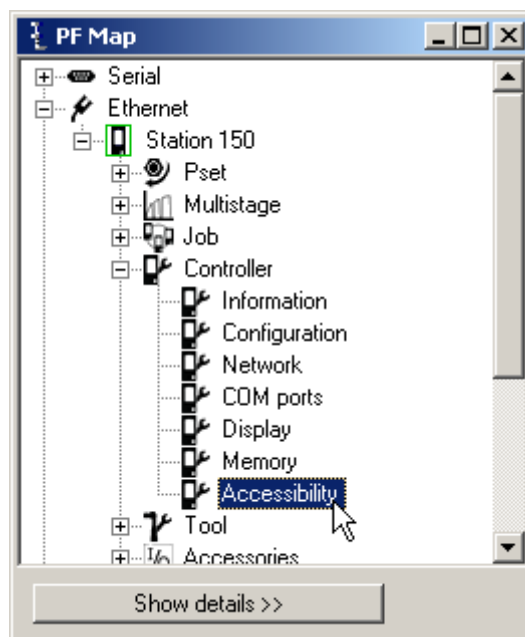 PF Map
Serial
Ethernet
Station 150
Pset
Multistage
Job
Controller
Information
Configuration
Network
COM ports
Display
Memory
Accessibility
Tool
I/O Accessories
Show details >>